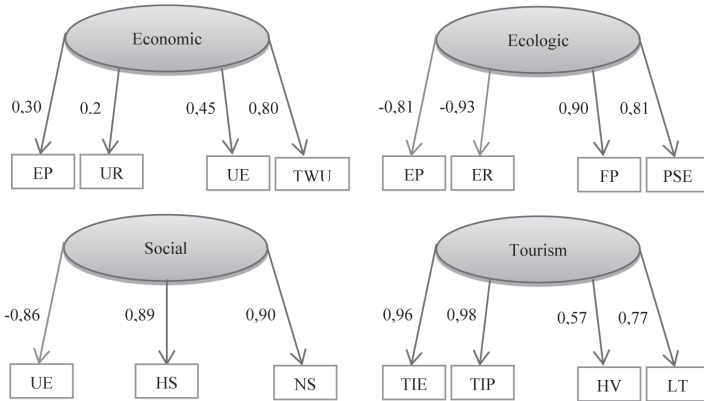 Economic
0,30
0.2
0,45
0,80
EP
UR
UE
TWU
Ecologic
-0,81
-0,93
0,90
0,81
EP
ER
FP
PSE
Social
-0,86
0,89
0,90
UE
HS
NS
Tourism
0,96
0,98
0,57
0,77
TIE
TIP
HV
LT